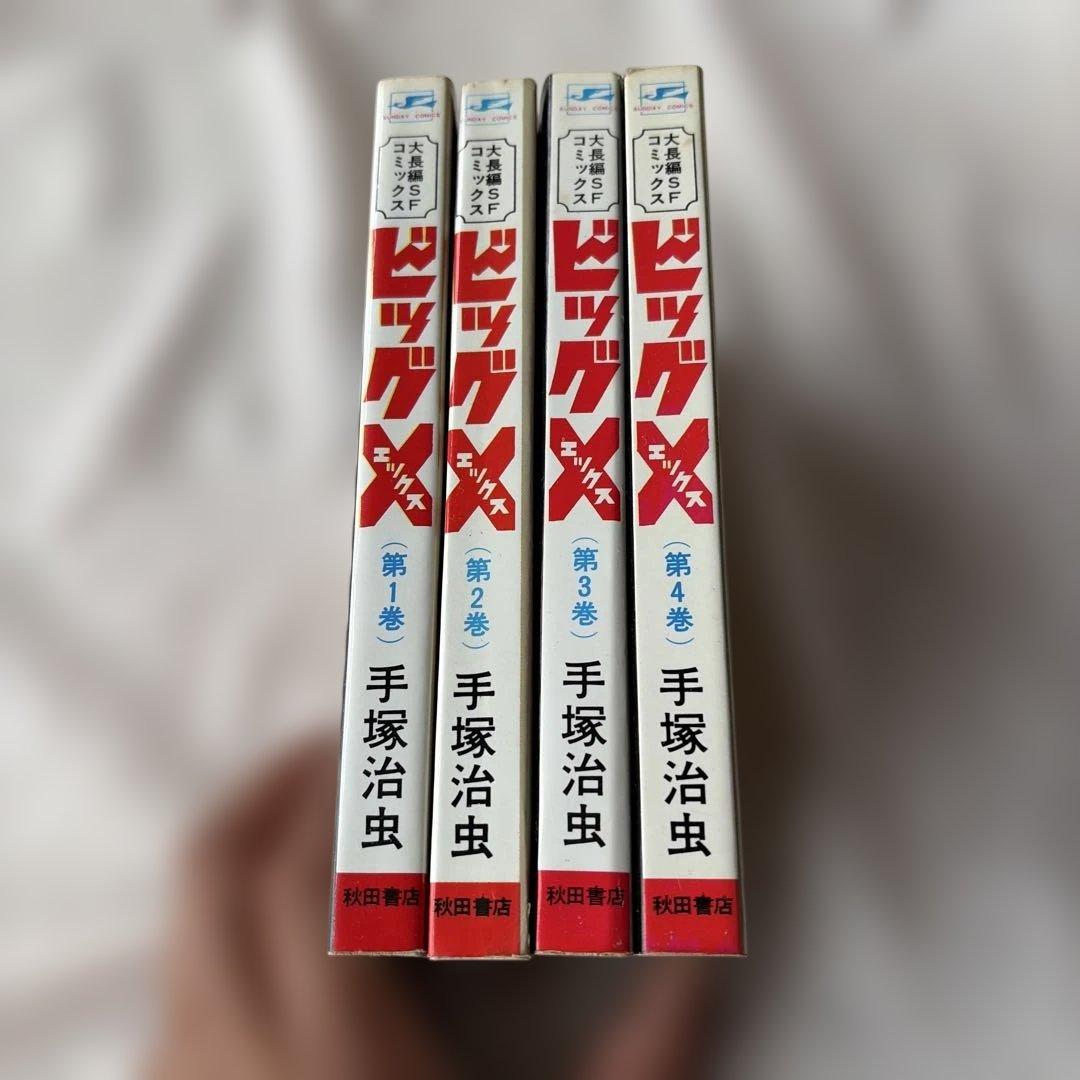 SUNDAY COMICS
大長編SF
コミックス
ビッグX
エックス
(第1巻)
手塚治虫
秋田書店
SUNDAY COMICS
大長編SF
コミックス
ビッグX
エックス
(第2巻)
手塚治虫
秋田書店
SUNDAY COMICS
大長編SF
コミックス
ビッグX
エックス
(第3巻)
手塚治虫
秋田書店
SUNDAY COMICS
大長編SF
コミックス
ビッグX
エックス
(第4巻)
手塚治虫
秋田書店